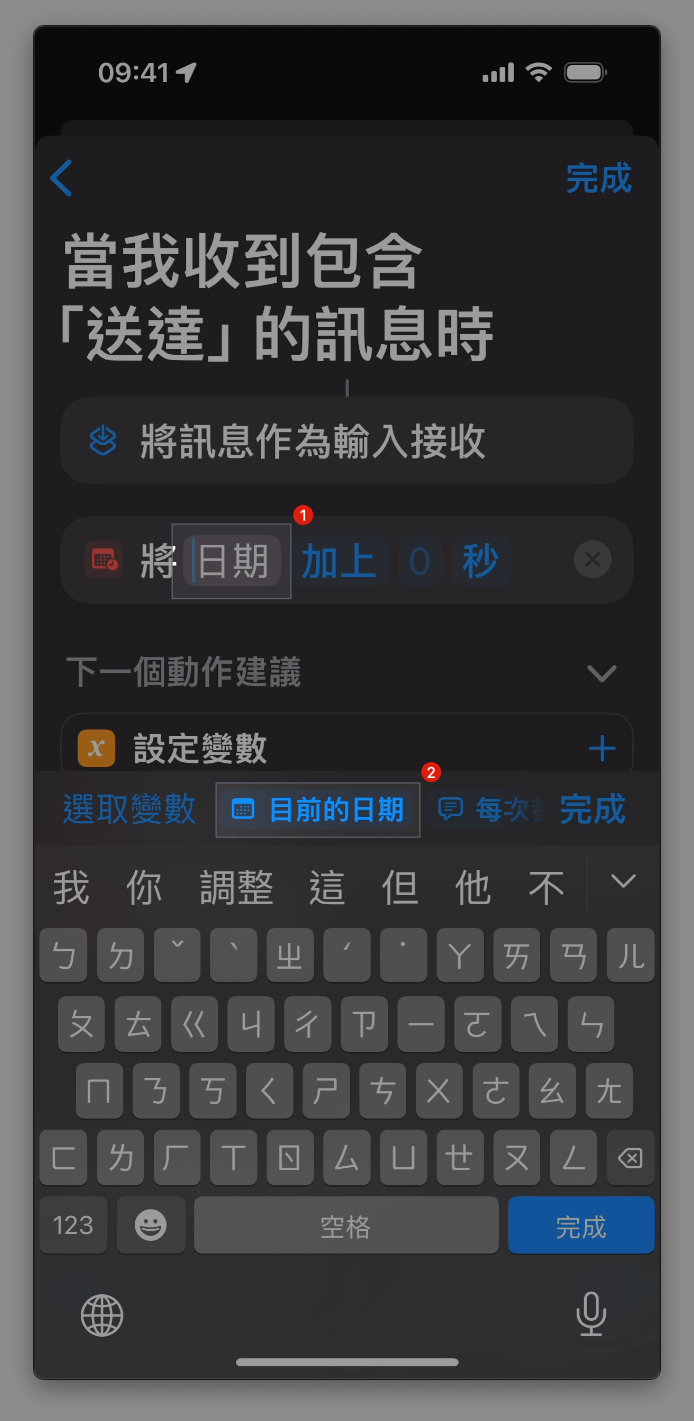 09:41
完成
當我收到包含
「送達」的訊息時
將訊息作為輸入接收
1
將 日期 加上 0 秒
下一個動作建議
x 設定變數
2
選取變數 目前的日期 每次 完成
我 你 調整 這 但 他 不
ㄅ ㄉ ˇ ˋ ㄓ ˊ ˙ ㄚ ㄞ ㄢ ㄦ
ㄆ ㄊ ㄍ ㄐ ㄔ ㄗ ㄧ ㄛ ㄟ ㄣ
ㄇ ㄋ ㄎ ㄑ ㄕ ㄘ ㄨ ㄜ ㄠ ㄤ
ㄈ ㄌ ㄏ ㄒ ㄖ ㄙ ㄩ ㄝ ㄡ ㄥ
123 空格 完成